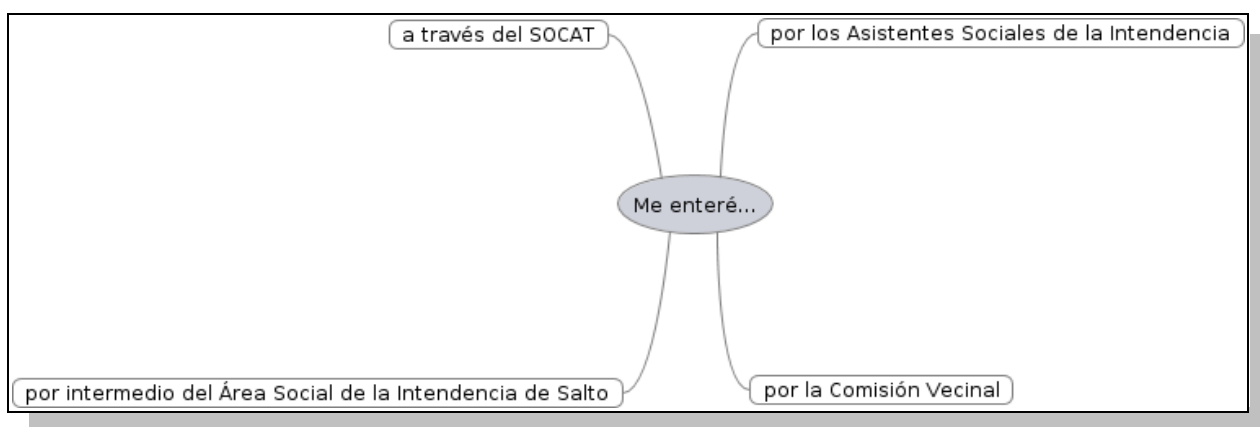 a través del SOCAT
por los Asistentes Sociales de la Intendencia
Me enteré...
por intermedio del Área Social de la Intendencia de Salto
por la Comisión Vecinal